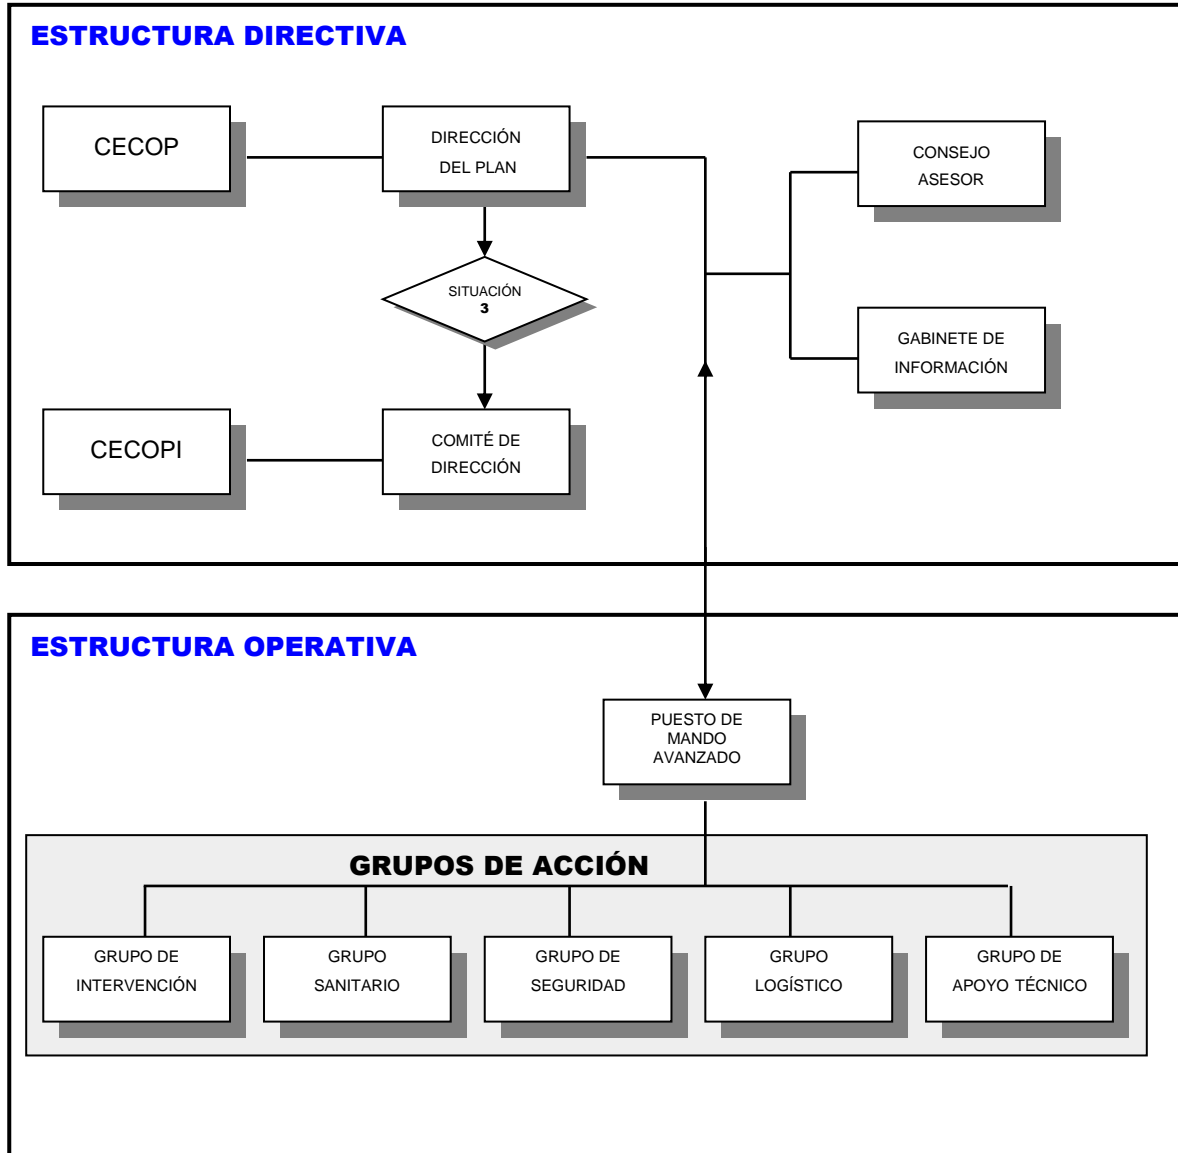 ESTRUCTURA DIRECTIVA
CECOP
DIRECCIÓN
DEL PLAN
CONSEJO
ASESOR
SITUACIÓN
3
GABINETE DE
INFORMACIÓN
CECOPI
COMITÉ DE
DIRECCIÓN
ESTRUCTURA OPERATIVA
PUESTO DE
MANDO
AVANZADO
GRUPOS DE ACCIÓN
GRUPO DE
INTERVENCIÓN
GRUPO
SANITARIO
GRUPO DE
SEGURIDAD
GRUPO
LOGÍSTICO
GRUPO DE
APOYO TÉCNICO